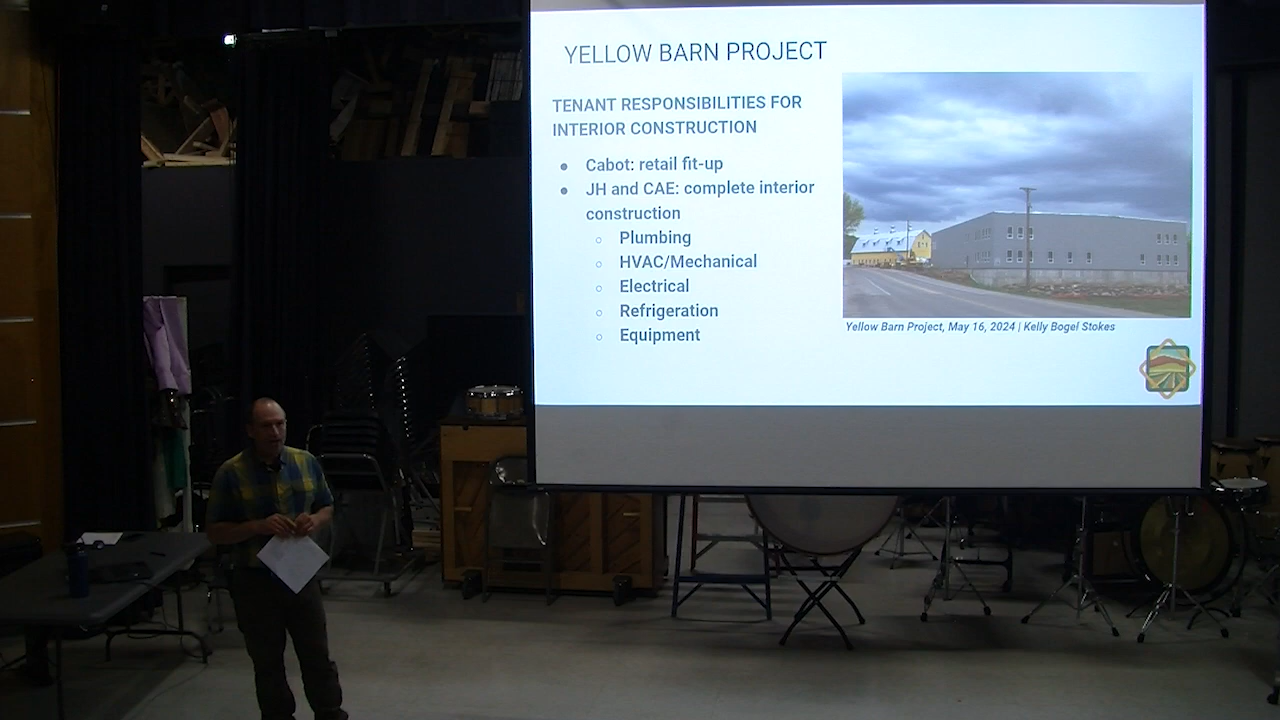 YELLOW BARN PROJECT
TENANT RESPONSIBILITIES FOR
INTERIOR CONSTRUCTION
● Cabot: retail fit-up
● JH and CAE: complete interior
construction
○ Plumbing
○ HVAC/Mechanical
○ Electrical
○ Refrigeration
○ Equipment
Yellow Barn Project, May 16, 2024 | Kelly Bogel Stokes